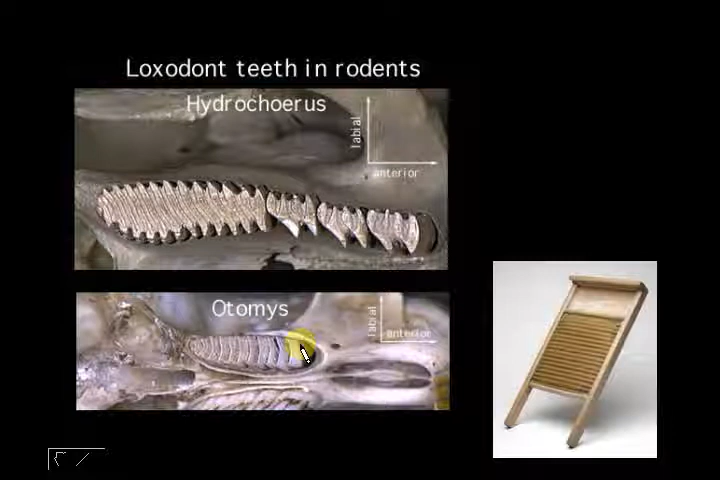 Loxodont teeth in rodents
Hydrochoerus
labial
anterior
Otomys
labial
anterior